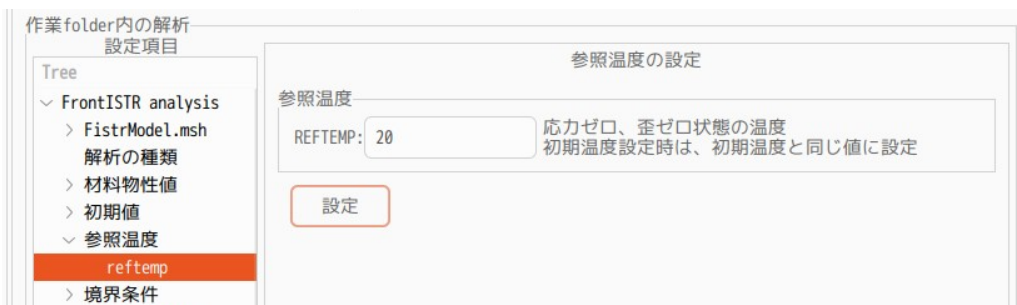 作業folder内の解析
設定項目
Tree
FrontISTR analysis
FistrModel.msh
解析の種類
材料物性値
初期値
参照温度
reftemp
境界条件
参照温度の設定
参照温度
REFTEMP: 20
応力ゼロ、歪ゼロ状態の温度
初期温度設定時は、初期温度と同じ値に設定
設定